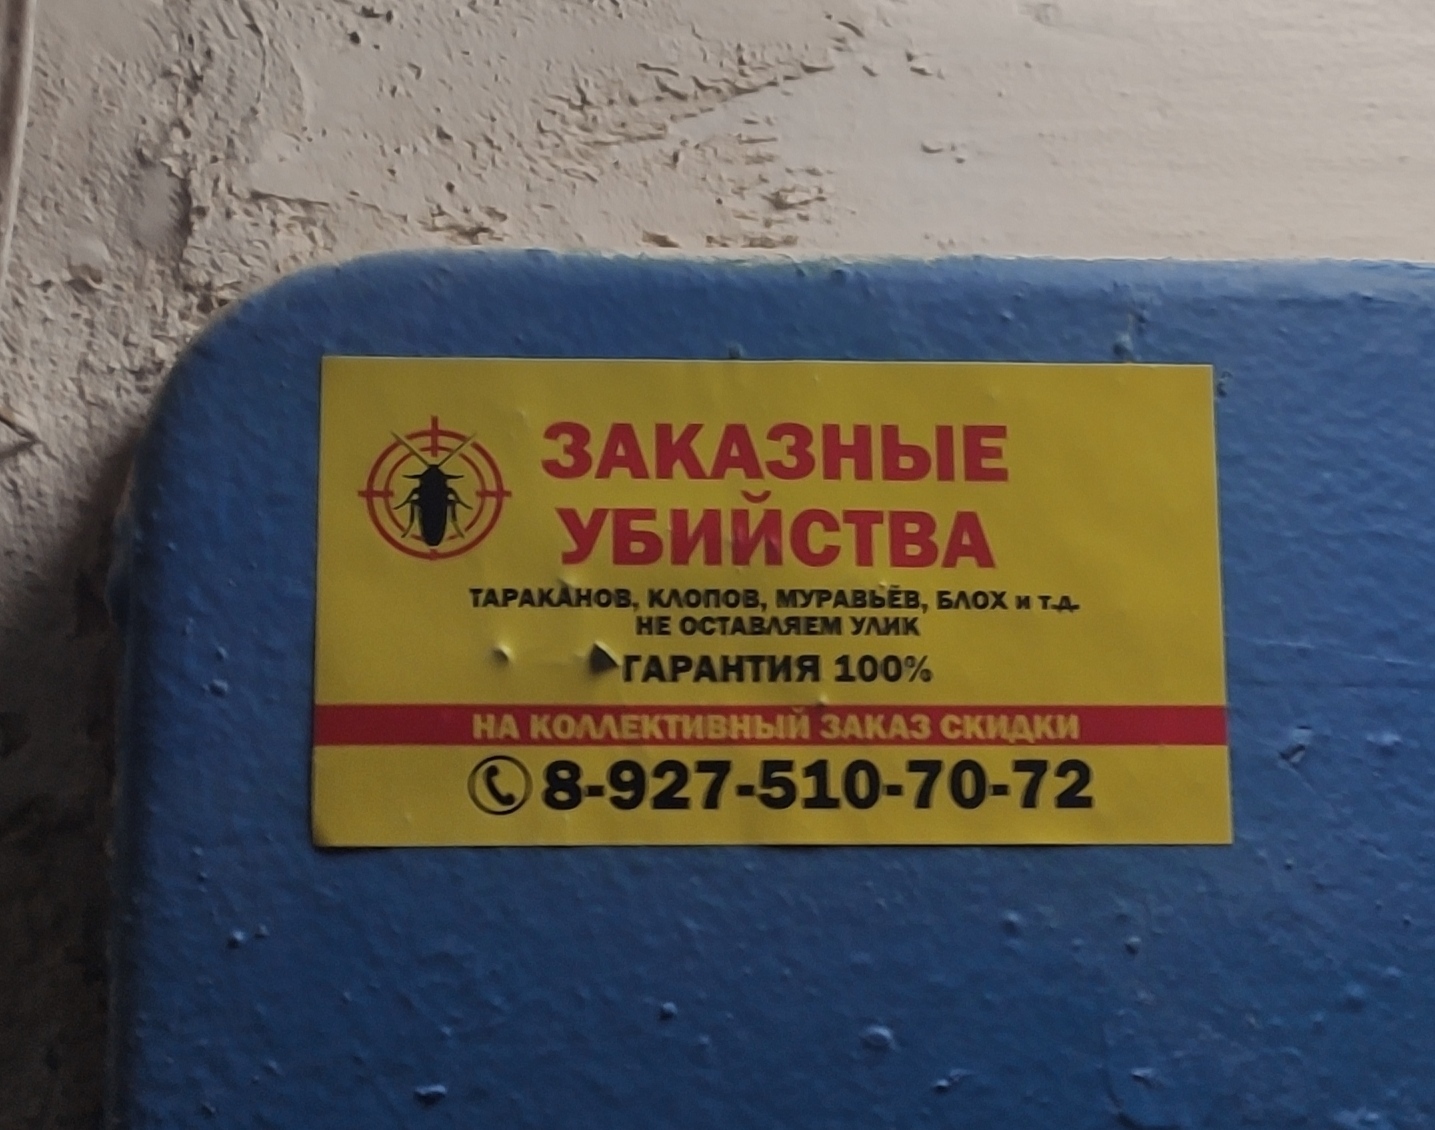 ЗАКАЗНЫЕ
УБИЙСТВА
ТАРАКАНОВ, КЛОПОВ, МУРАВЬЁВ, БЛОХ и т.д.
НЕ ОСТАВЛЯЕМ УЛИК
ГАРАНТИЯ 100%
НА КОЛЛЕКТИВНЫЙ ЗАКАЗ СКИДКИ
8-927-510-70-72